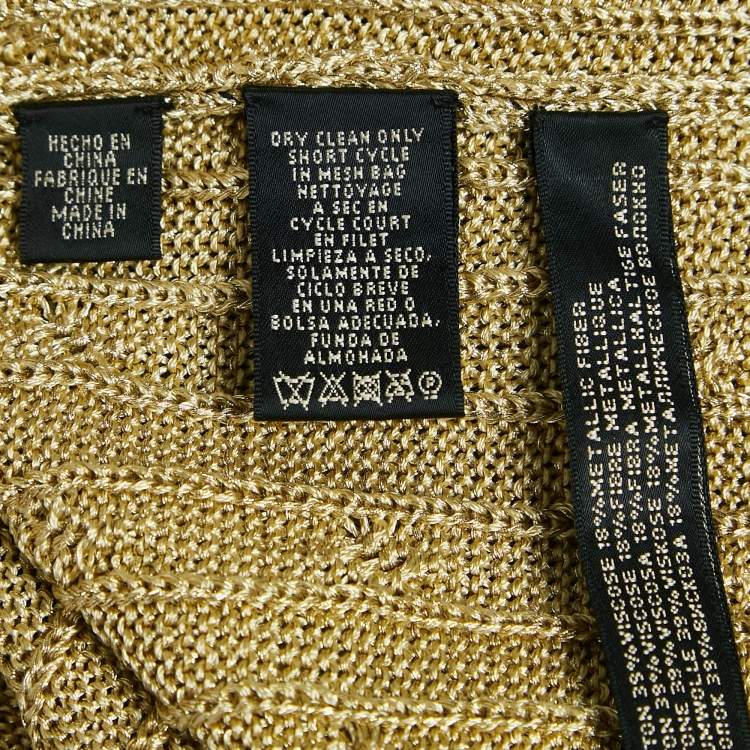 HECHO EN
CHINA
FABRIQUE EN
CHINE
MADE IN
CHINA
DRY CLEAN ONLY
SHORT CYCLE
IN MESH BAG
NETTOYAGE
A SEC EN
CYCLE COURT
EN FILET
LIMPIEZA A SECO,
SOLAMENTE DE
CICLO BREVE
EN UNA RED O
BOLSA ADECUADA,
FUNDA DE
ALMOHADA
P
39%VISCOSE 18%METALLIC FIBER
39%VISCOSE 18%FIBRE METALLIQUE
39%VISCOSA 18%FIBRA METALLICA
39%VISKOSE 18%METALLHALTIGE FASER
39%ВИСКОЗА 18%МЕТАЛЛИЧЕСКОЕ ВОЛОКНО